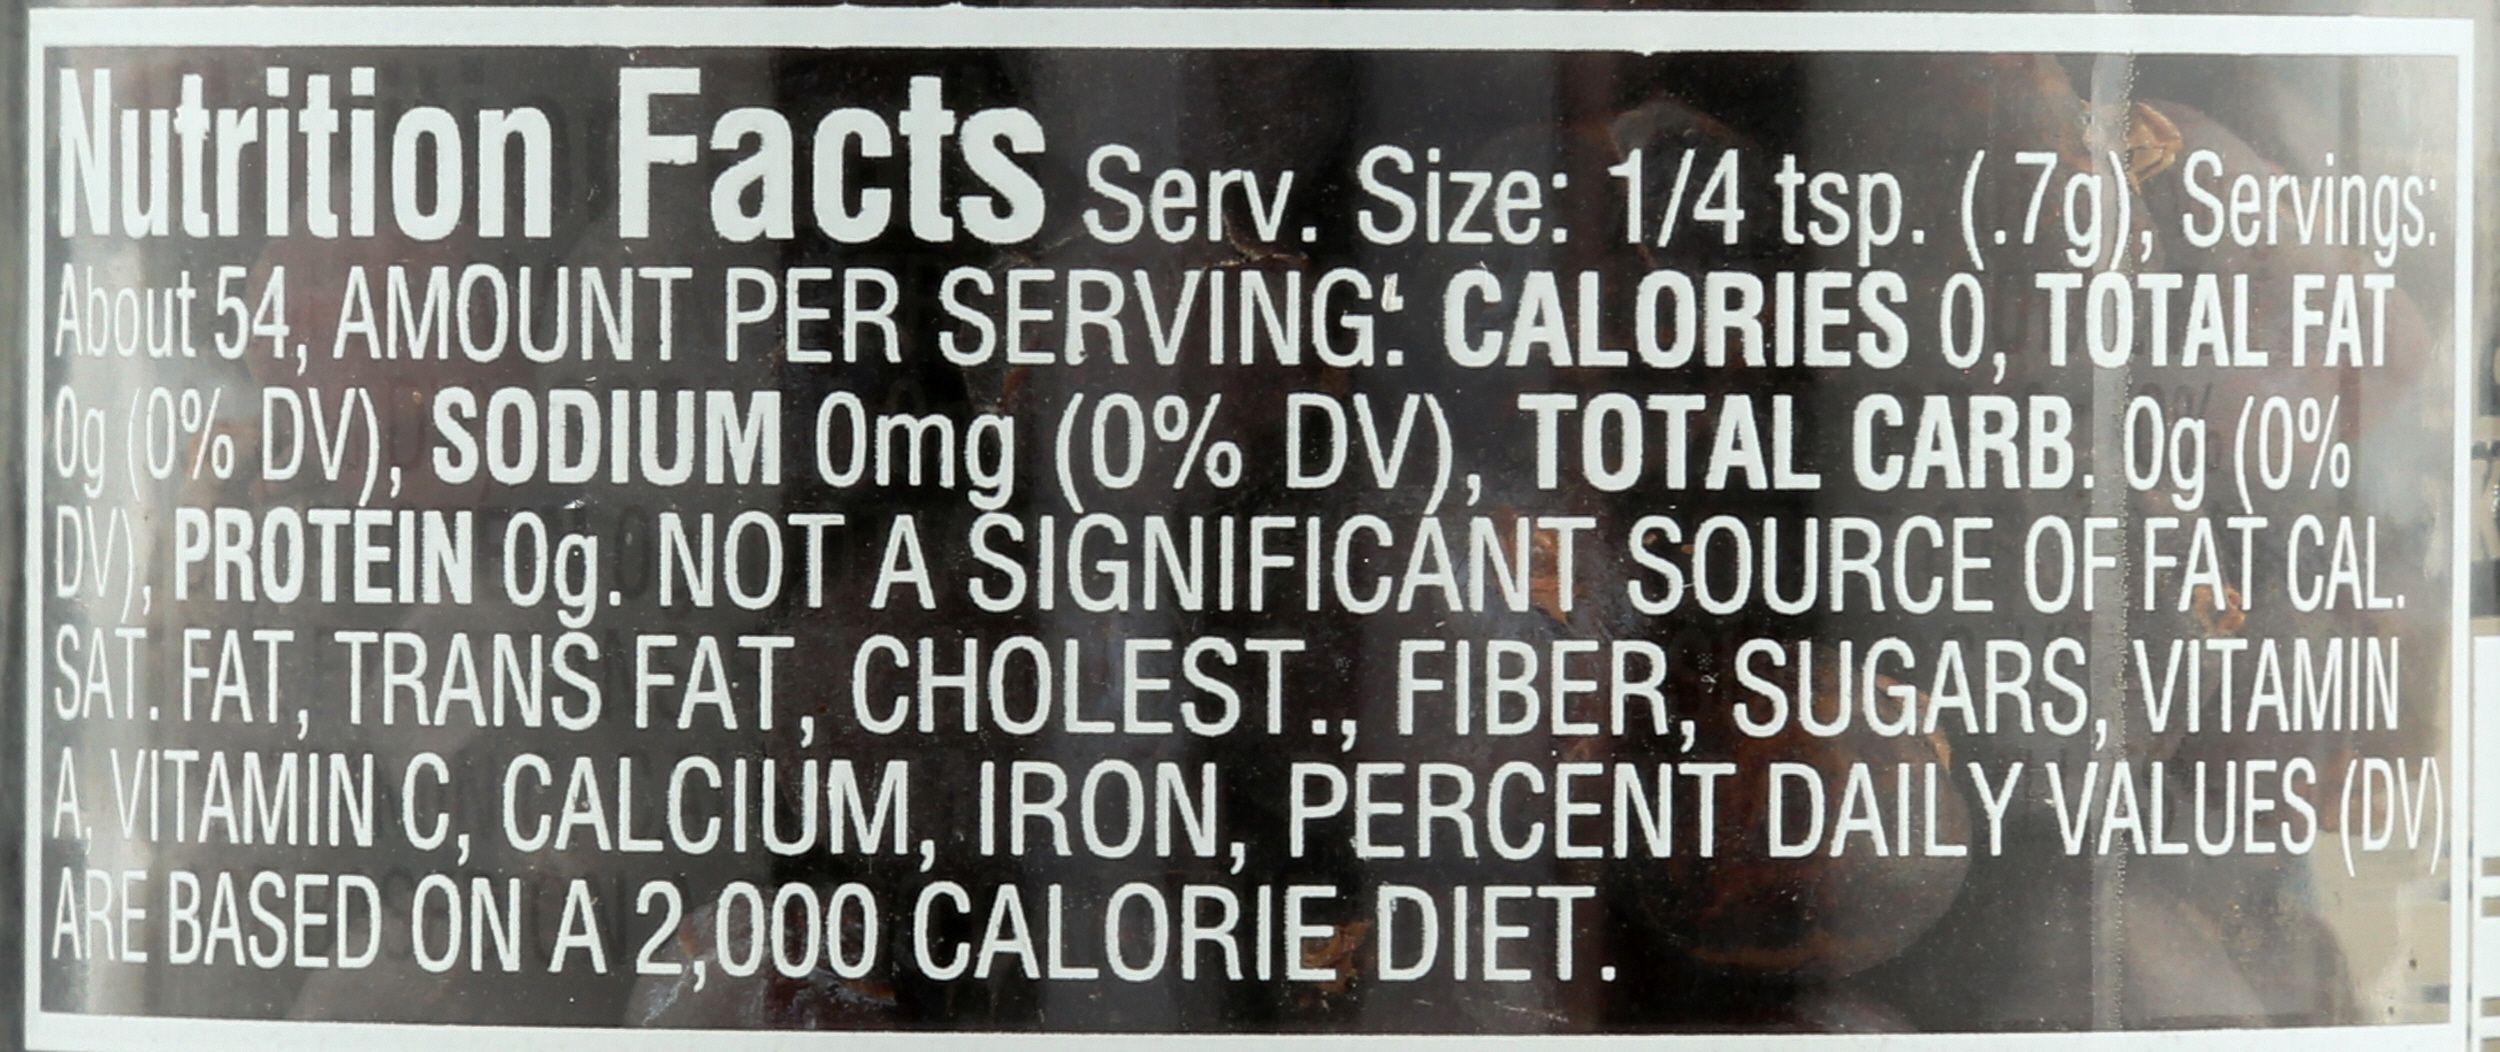 Nutrition Facts Serv. Size: 1/4 tsp. (.7g), Servings:
About 54, AMOUNT PER SERVING: CALORIES 0, TOTAL FAT
0g (0% DV), SODIUM 0mg (0% DV), TOTAL CARB. 0g (0%
DV), PROTEIN 0g. NOT A SIGNIFICANT SOURCE OF FAT CAL.
SAT. FAT, TRANS FAT, CHOLEST., FIBER, SUGARS, VITAMIN
A, VITAMIN C, CALCIUM, IRON, PERCENT DAILY VALUES (DV)
ARE BASED ON A 2,000 CALORIE DIET.